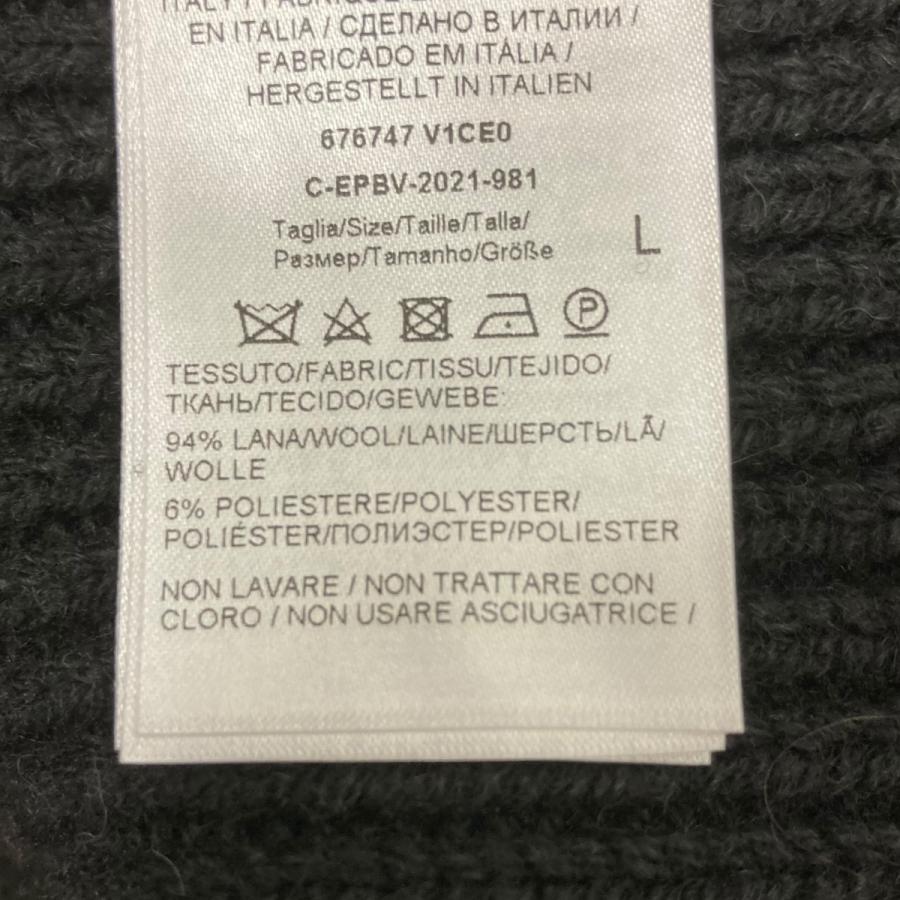 ITALY / FABRIQUÉ
EN ITALIA / СДЕЛАНО В ИТАЛИИ /
FABRICADO EM ITÁLIA /
HERGESTELLT IN ITALIEN
676747 V1CE0
C-EPBV-2021-981
Taglia/Size/Taille/Talla/
Размер/Tamanho/Größe
L
P
TESSUTO/FABRIC/TISSU/TEJIDO/
ТКАНЬ/TECIDO/GEWEBE:
94% LANA/WOOL/LAINE/ШЕРСТЬ/LÃ/
WOLLE
6% POLIESTERE/POLYESTER/
POLIÉSTER/ПОЛИЭСТЕР/POLIESTER
NON LAVARE / NON TRATTARE CON
CLORO / NON USARE ASCIUGATRICE /